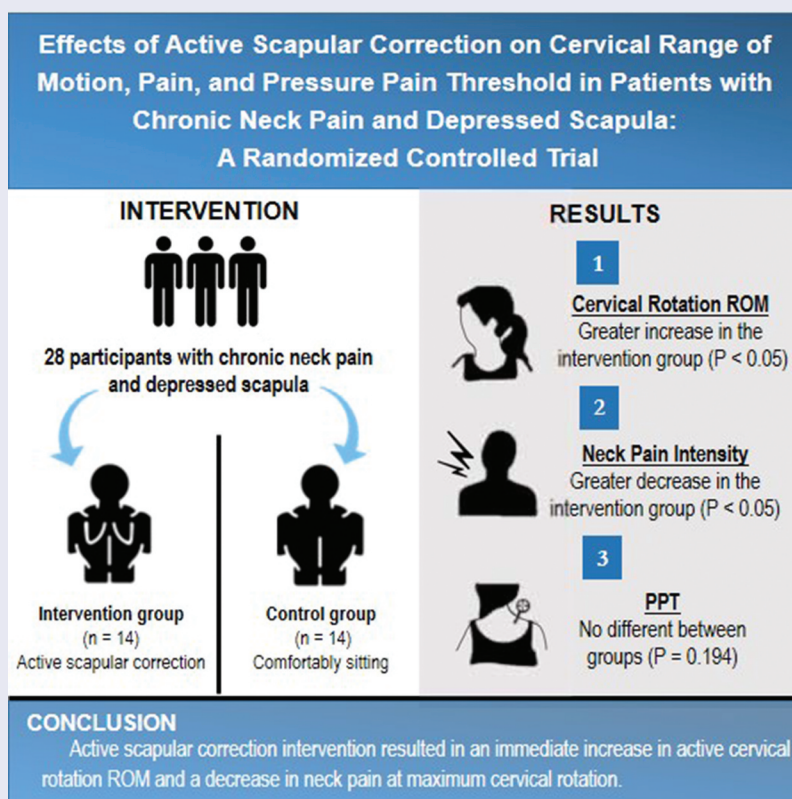 Effects of Active Scapular Correction on Cervical Range of
Motion, Pain, and Pressure Pain Threshold in Patients with
Chronic Neck Pain and Depressed Scapula:
A Randomized Controlled Trial
INTERVENTION
28 participants with chronic neck pain
and depressed scapula
Intervention group
(n = 14)
Active scapular correction
Control group
(n = 14)
Comfortably sitting
RESULTS
1
Cervical Rotation ROM
Greater increase in the
intervention group (P < 0.05)
2
Neck Pain Intensity
Greater decrease in the
intervention group (P < 0.05)
3
PPT
No different between
groups (P = 0.194)
CONCLUSION
Active scapular correction intervention resulted in an immediate increase in active cervical
rotation ROM and a decrease in neck pain at maximum cervical rotation.